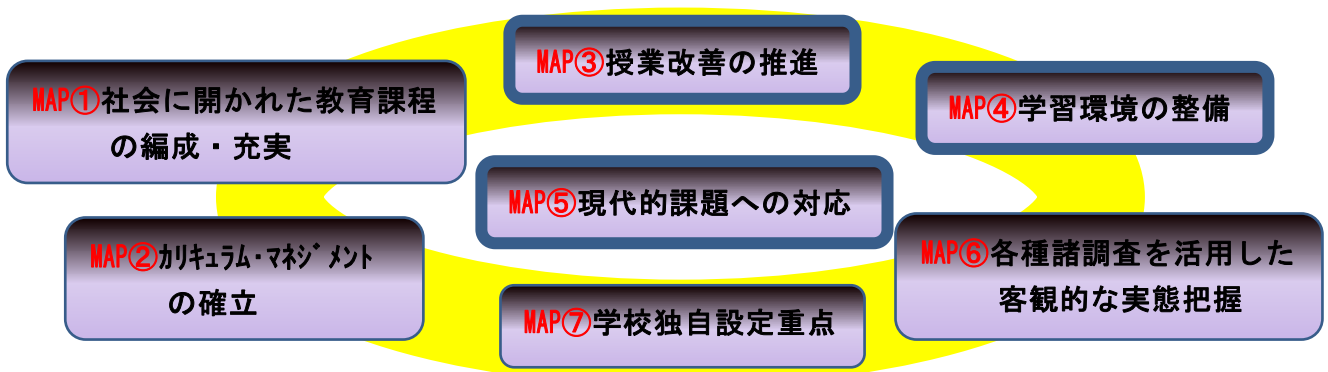 MAP①社会に開かれた教育課程
の編成・充実
MAP②ｶﾘｷｭﾗﾑ・ﾏﾈｼﾞﾒﾝﾄ
の確立
MAP③授業改善の推進
MAP④学習環境の整備
MAP⑤現代的課題への対応
MAP⑥各種諸調査を活用した
客観的な実態把握
MAP⑦学校独自設定重点